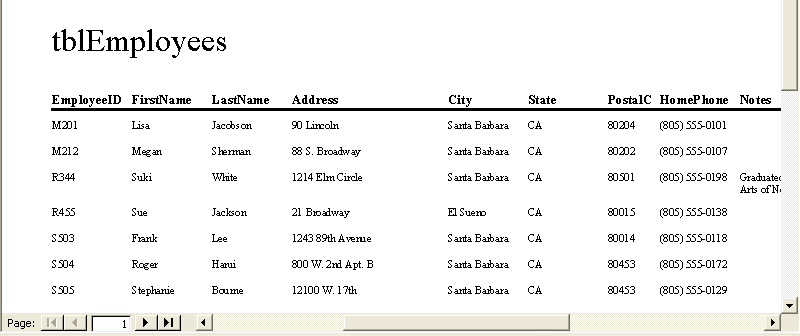 tblEmployees
EmployeeID FirstName LastName Address City State PostalC HomePhone Notes
M201 Lisa Jacobson 90 Lincoln Santa Barbara CA 80204 (805) 555-0101
M212 Megan Sherman 88 S. Broadway Santa Barbara CA 80202 (805) 555-0107
R344 Suki White 1214 Elm Circle Santa Barbara CA 80501 (805) 555-0198 Graduated
Arts of Ne
R455 Sue Jackson 21 Broadway El Sueno CA 80015 (805) 555-0138
S503 Frank Lee 1243 89th Avenue Santa Barbara CA 80014 (805) 555-0118
S504 Roger Harui 800 W. 2nd Apt. B Santa Barbara CA 80453 (805) 555-0172
S505 Stephanie Bourne 12100 W. 17th Santa Barbara CA 80453 (805) 555-0129
Page: 1